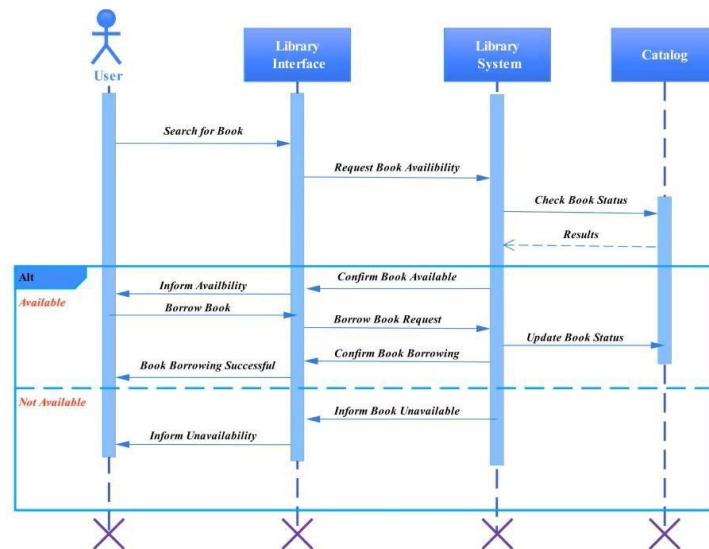 Library
Interface
Library
System
Catalog
User
Search for Book
Request Book Availibility
Check Book Status
Results
Alt
Confirm Book Available
Inform Availbility
Available
Borrow Book
Borrow Book Request
Update Book Status
Confirm Book Borrowing
Book Borrowing Successful
Not Available
Inform Book Unavailable
Inform Unavailability